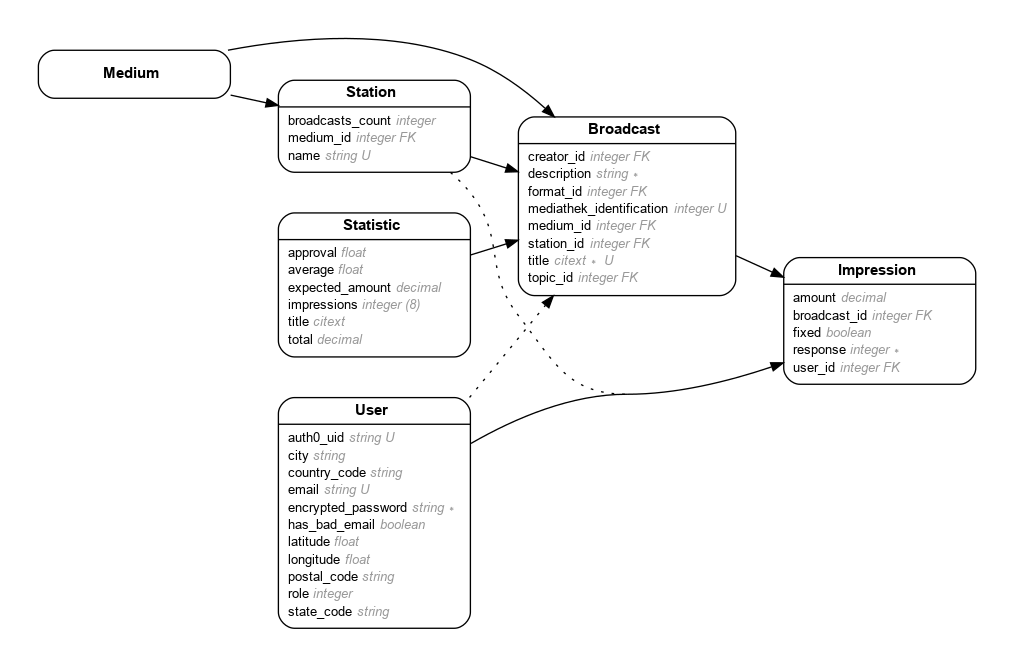 Medium
Station
broadcasts_count integer
medium_id integer FK
name string U
Statistic
approval float
average float
expected_amount decimal
impressions integer (8)
title citext
total decimal
User
auth0_uid string U
city string
country_code string
email string U
encrypted_password string *
has_bad_email boolean
latitude float
longitude float
postal_code string
role integer
state_code string
Broadcast
creator_id integer FK
description string *
format_id integer FK
mediathek_identification integer U
medium_id integer FK
station_id integer FK
title citext * U
topic_id integer FK
Impression
amount decimal
broadcast_id integer FK
fixed boolean
response integer *
user_id integer FK